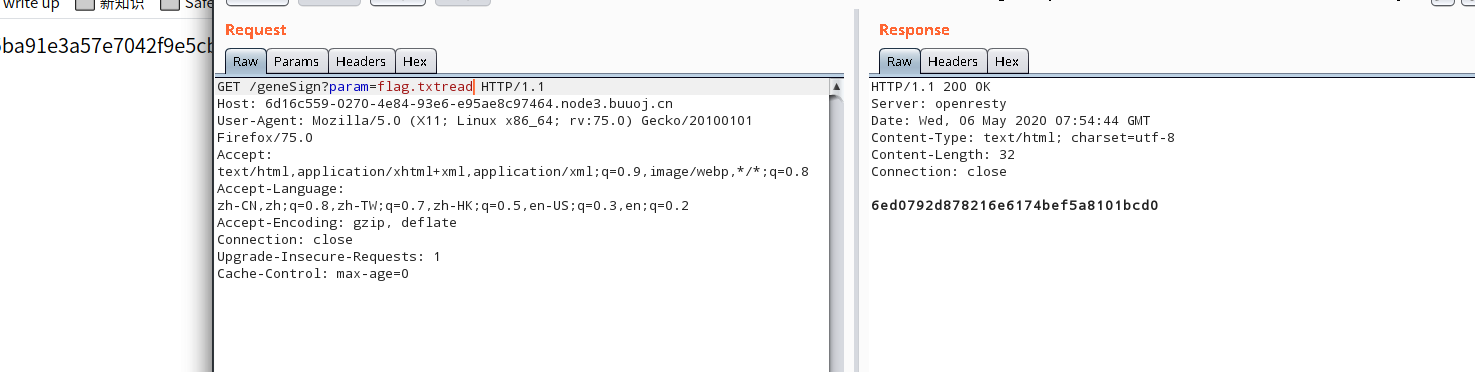 write up 新知识 Safe
ba91e3a57e7042f9e5cb
Request
Raw Params Headers Hex
GET /geneSign?param=flag.txtread HTTP/1.1
Host: 6d16c559-0270-4e84-93e6-e95ae8c97464.node3.buuoj.cn
User-Agent: Mozilla/5.0 (X11; Linux x86_64; rv:75.0) Gecko/20100101
Firefox/75.0
Accept:
text/html,application/xhtml+xml,application/xml;q=0.9,image/webp,*/*;q=0.8
Accept-Language:
zh-CN,zh;q=0.8,zh-TW;q=0.7,zh-HK;q=0.5,en-US;q=0.3,en;q=0.2
Accept-Encoding: gzip, deflate
Connection: close
Upgrade-Insecure-Requests: 1
Cache-Control: max-age=0
Response
Raw Headers Hex
HTTP/1.1 200 OK
Server: openresty
Date: Wed, 06 May 2020 07:54:44 GMT
Content-Type: text/html; charset=utf-8
Content-Length: 32
Connection: close
6ed0792d878216e6174bef5a8101bcd0